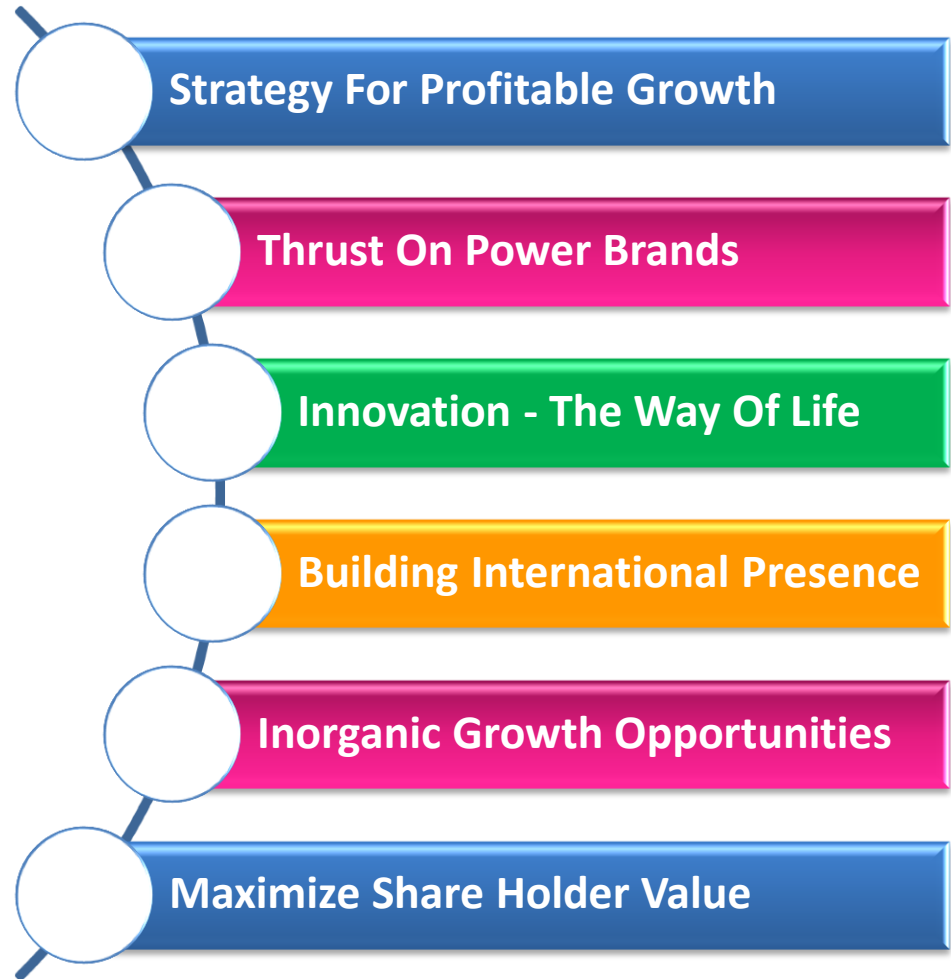 Strategy For Profitable Growth
Thrust On Power Brands
Innovation - The Way Of Life
Building International Presence
Inorganic Growth Opportunities
Maximize Share Holder Value